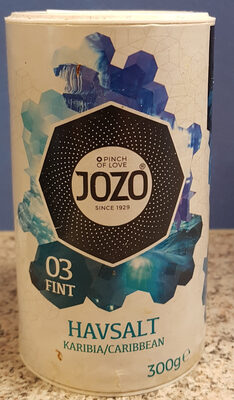 PINCH
OF LOVE
JOZO®
SINCE 1929
03
FINT
HAVSALT
KARIBIA/CARIBBEAN
300g e